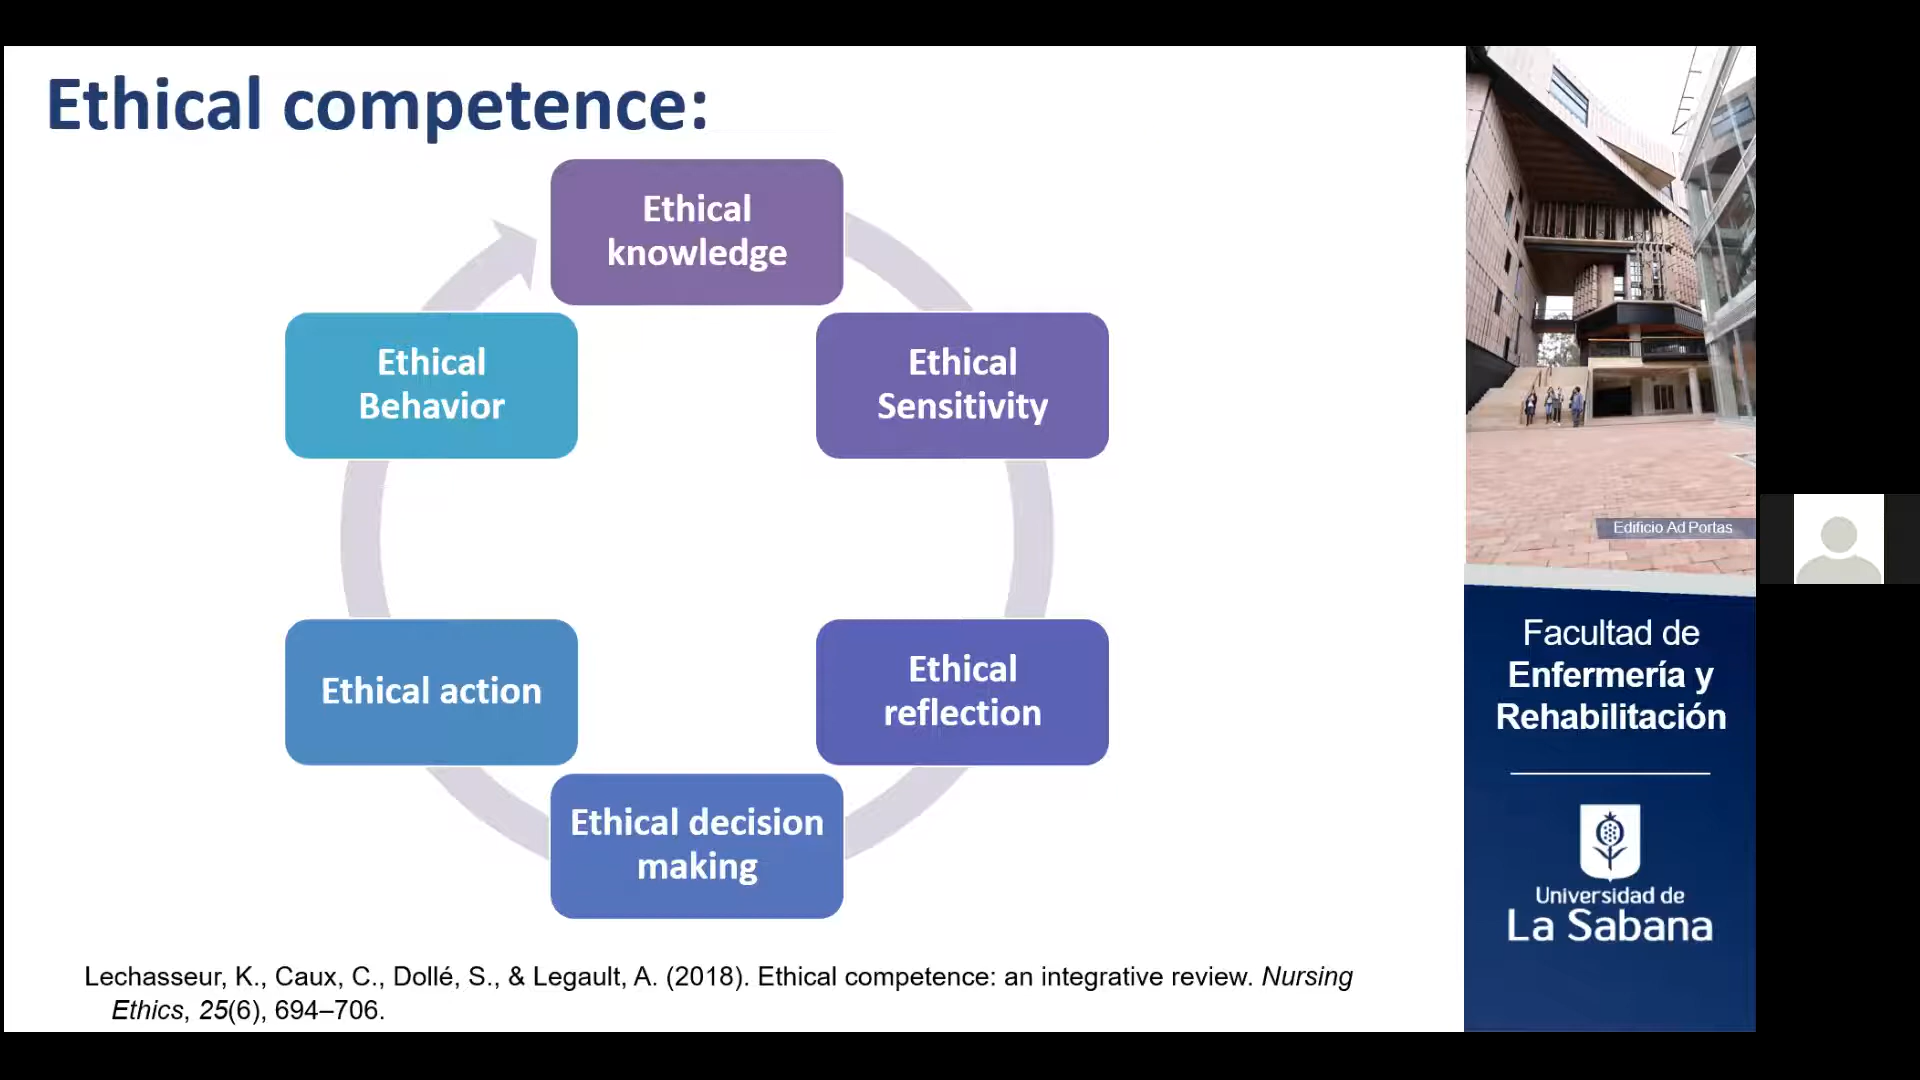 Ethical competence:
Ethical
knowledge
Ethical
Sensitivity
Ethical
reflection
Ethical decision
making
Ethical action
Ethical
Behavior
Lechasseur, K., Caux, C., Dollé, S., & Legault, A. (2018). Ethical competence: an integrative review. Nursing
Ethics, 25(6), 694–706.
Edificio Ad Portas
Facultad de
Enfermería y
Rehabilitación
Universidad de
La Sabana